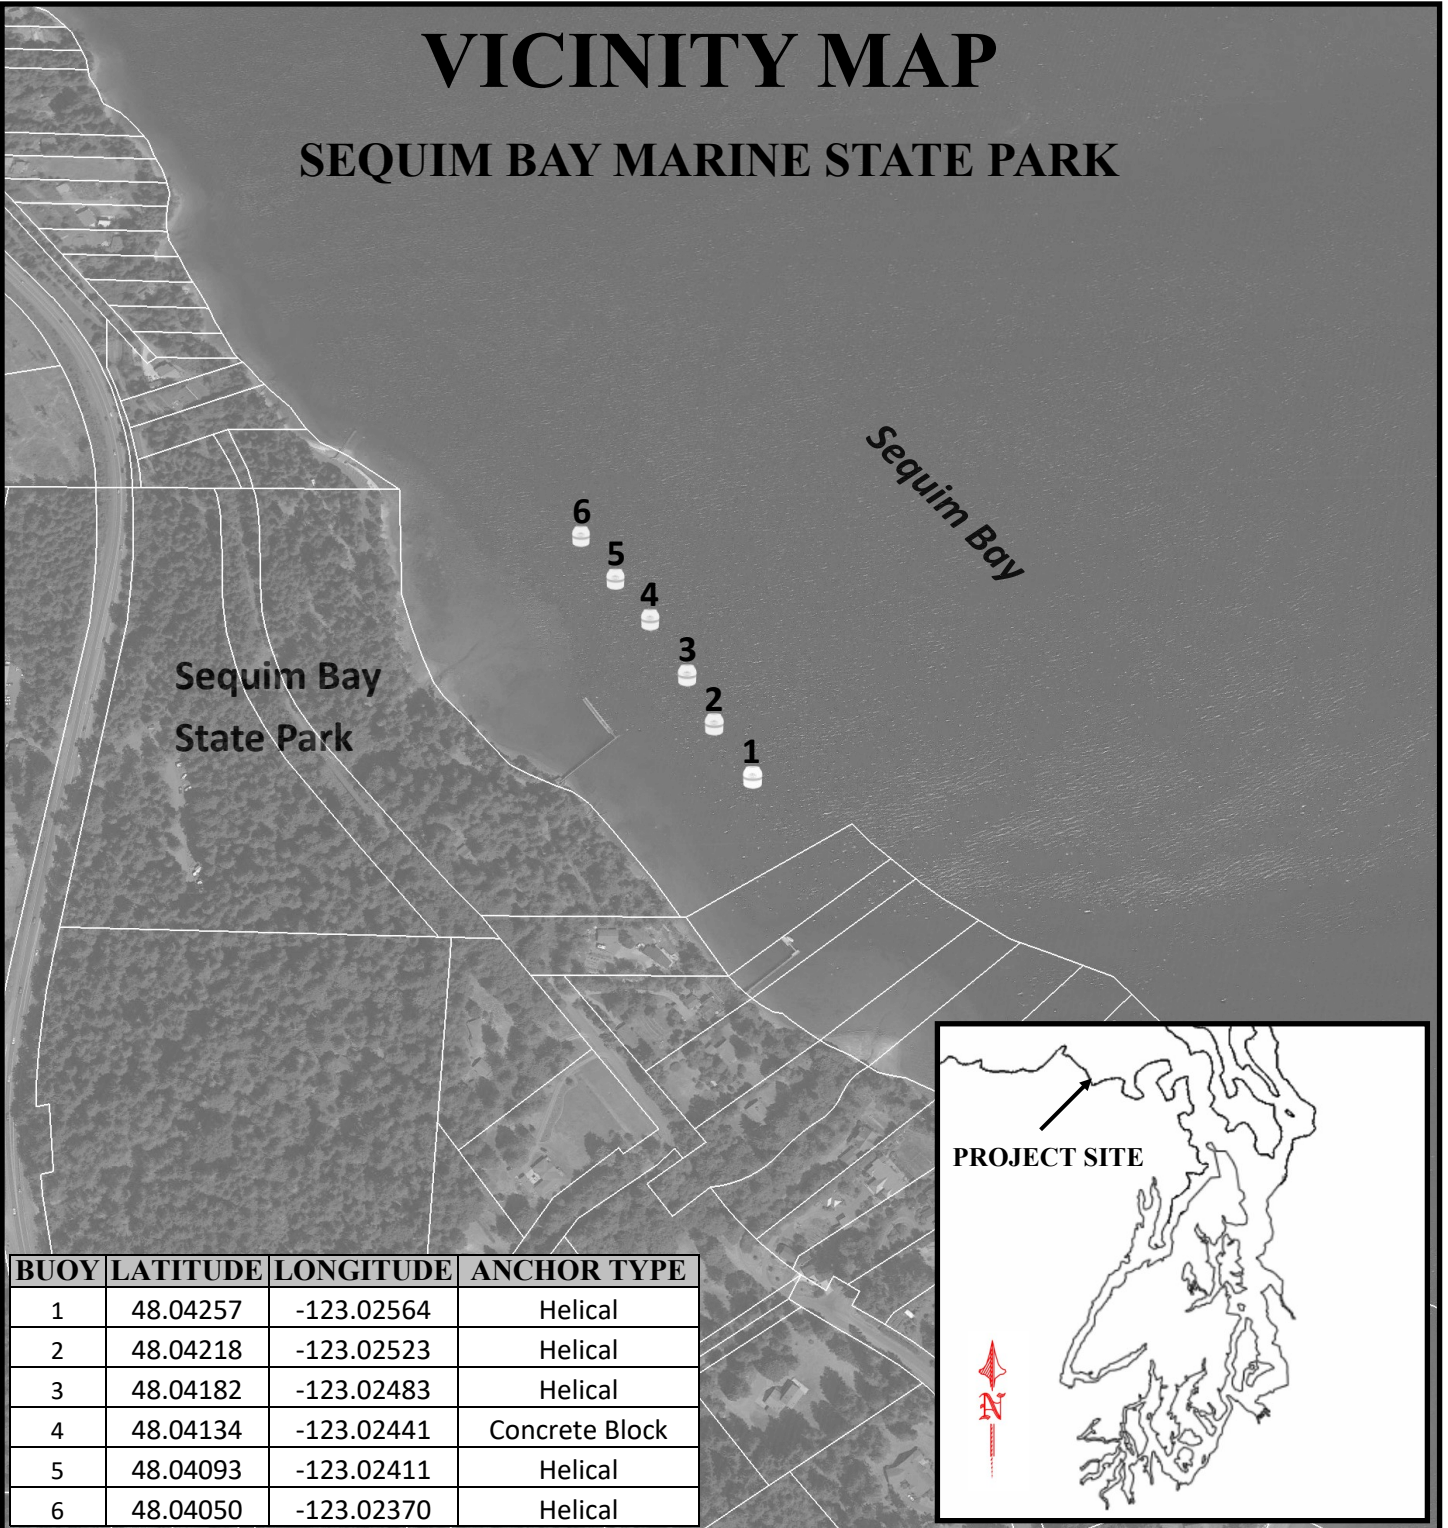 VICINITY MAP
SEQUIM BAY MARINE STATE PARK
Sequim Bay
6
5
4
3
2
1
Sequim Bay
State Park
PROJECT SITE
N
BUOY LATITUDE LONGITUDE ANCHOR TYPE
1 48.04257 -123.02564 Helical
2 48.04218 -123.02523 Helical
3 48.04182 -123.02483 Helical
4 48.04134 -123.02441 Concrete Block
5 48.04093 -123.02411 Helical
6 48.04050 -123.02370 Helical